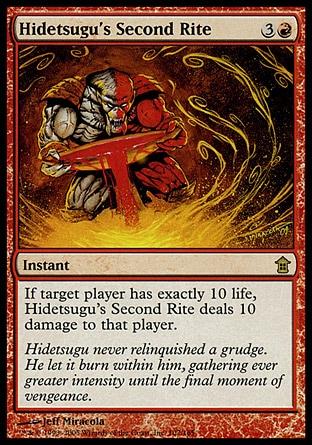 Hidetsugu's Second Rite 3
Instant
If target player has exactly 10 life,
Hidetsugu's Second Rite deals 10
damage to that player.
Hidetsugu never relinquished a grudge.
He let it burn within him, gathering ever
greater intensity until the final moment of
vengeance.
Jeff Miracola